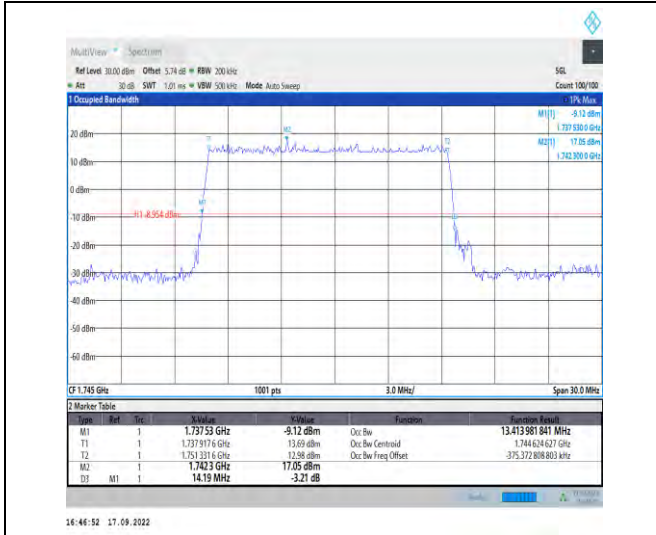 MultiView Spectrum
Ref Level 30.00 dBm Offset 5.74 dB RBW 200 kHz SGL
Att 30 dB SWT 1.01 ms VBW 500 kHz Mode Auto Sweep Count 100/100
1 Occupied Bandwidth 1Pk Max
M1[1] -9.12 dBm
1.737 530 0 GHz
M2[1] 17.05 dBm
1.742 300 0 GHz
T1
M2
T2
20 dBm
10 dBm
0 dBm
M1
H1 -8.954 dBm
-10 dBm
-20 dBm
-30 dBm
-40 dBm
-50 dBm
-60 dBm
CF 1.745 GHz 1001 pts 3.0 MHz/ Span 30.0 MHz
2 Marker Table
Type Ref Trc X-Value Y-Value Function Function Result
M1 1 1.737 53 GHz -9.12 dBm Occ Bw 13.413 981 841 MHz
T1 1 1.737 917 6 GHz 13.69 dBm Occ Bw Centroid 1.744 624 627 GHz
T2 1 1.751 331 6 GHz 12.98 dBm Occ Bw Freq Offset -375.372 808 803 kHz
M2 1 1.742 3 GHz 17.05 dBm
D3 M1 1 14.19 MHz -3.21 dB
16:46:52 17.09.2022